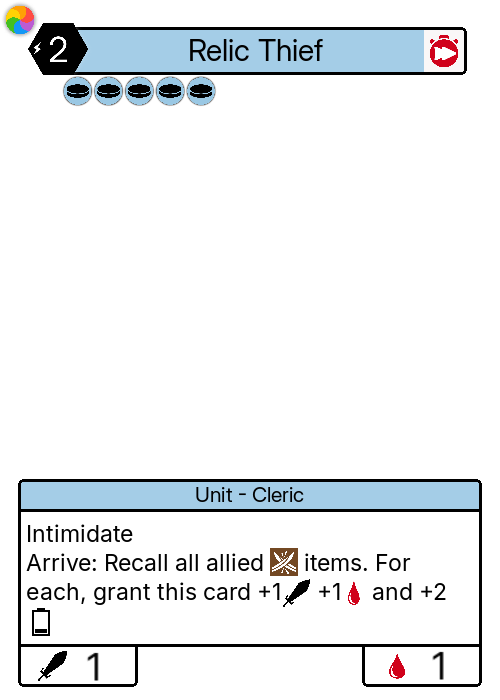 2
Relic Thief
Unit - Cleric
Intimidate
Arrive: Recall all allied items. For
each, grant this card +1 +1 and +2
1
1